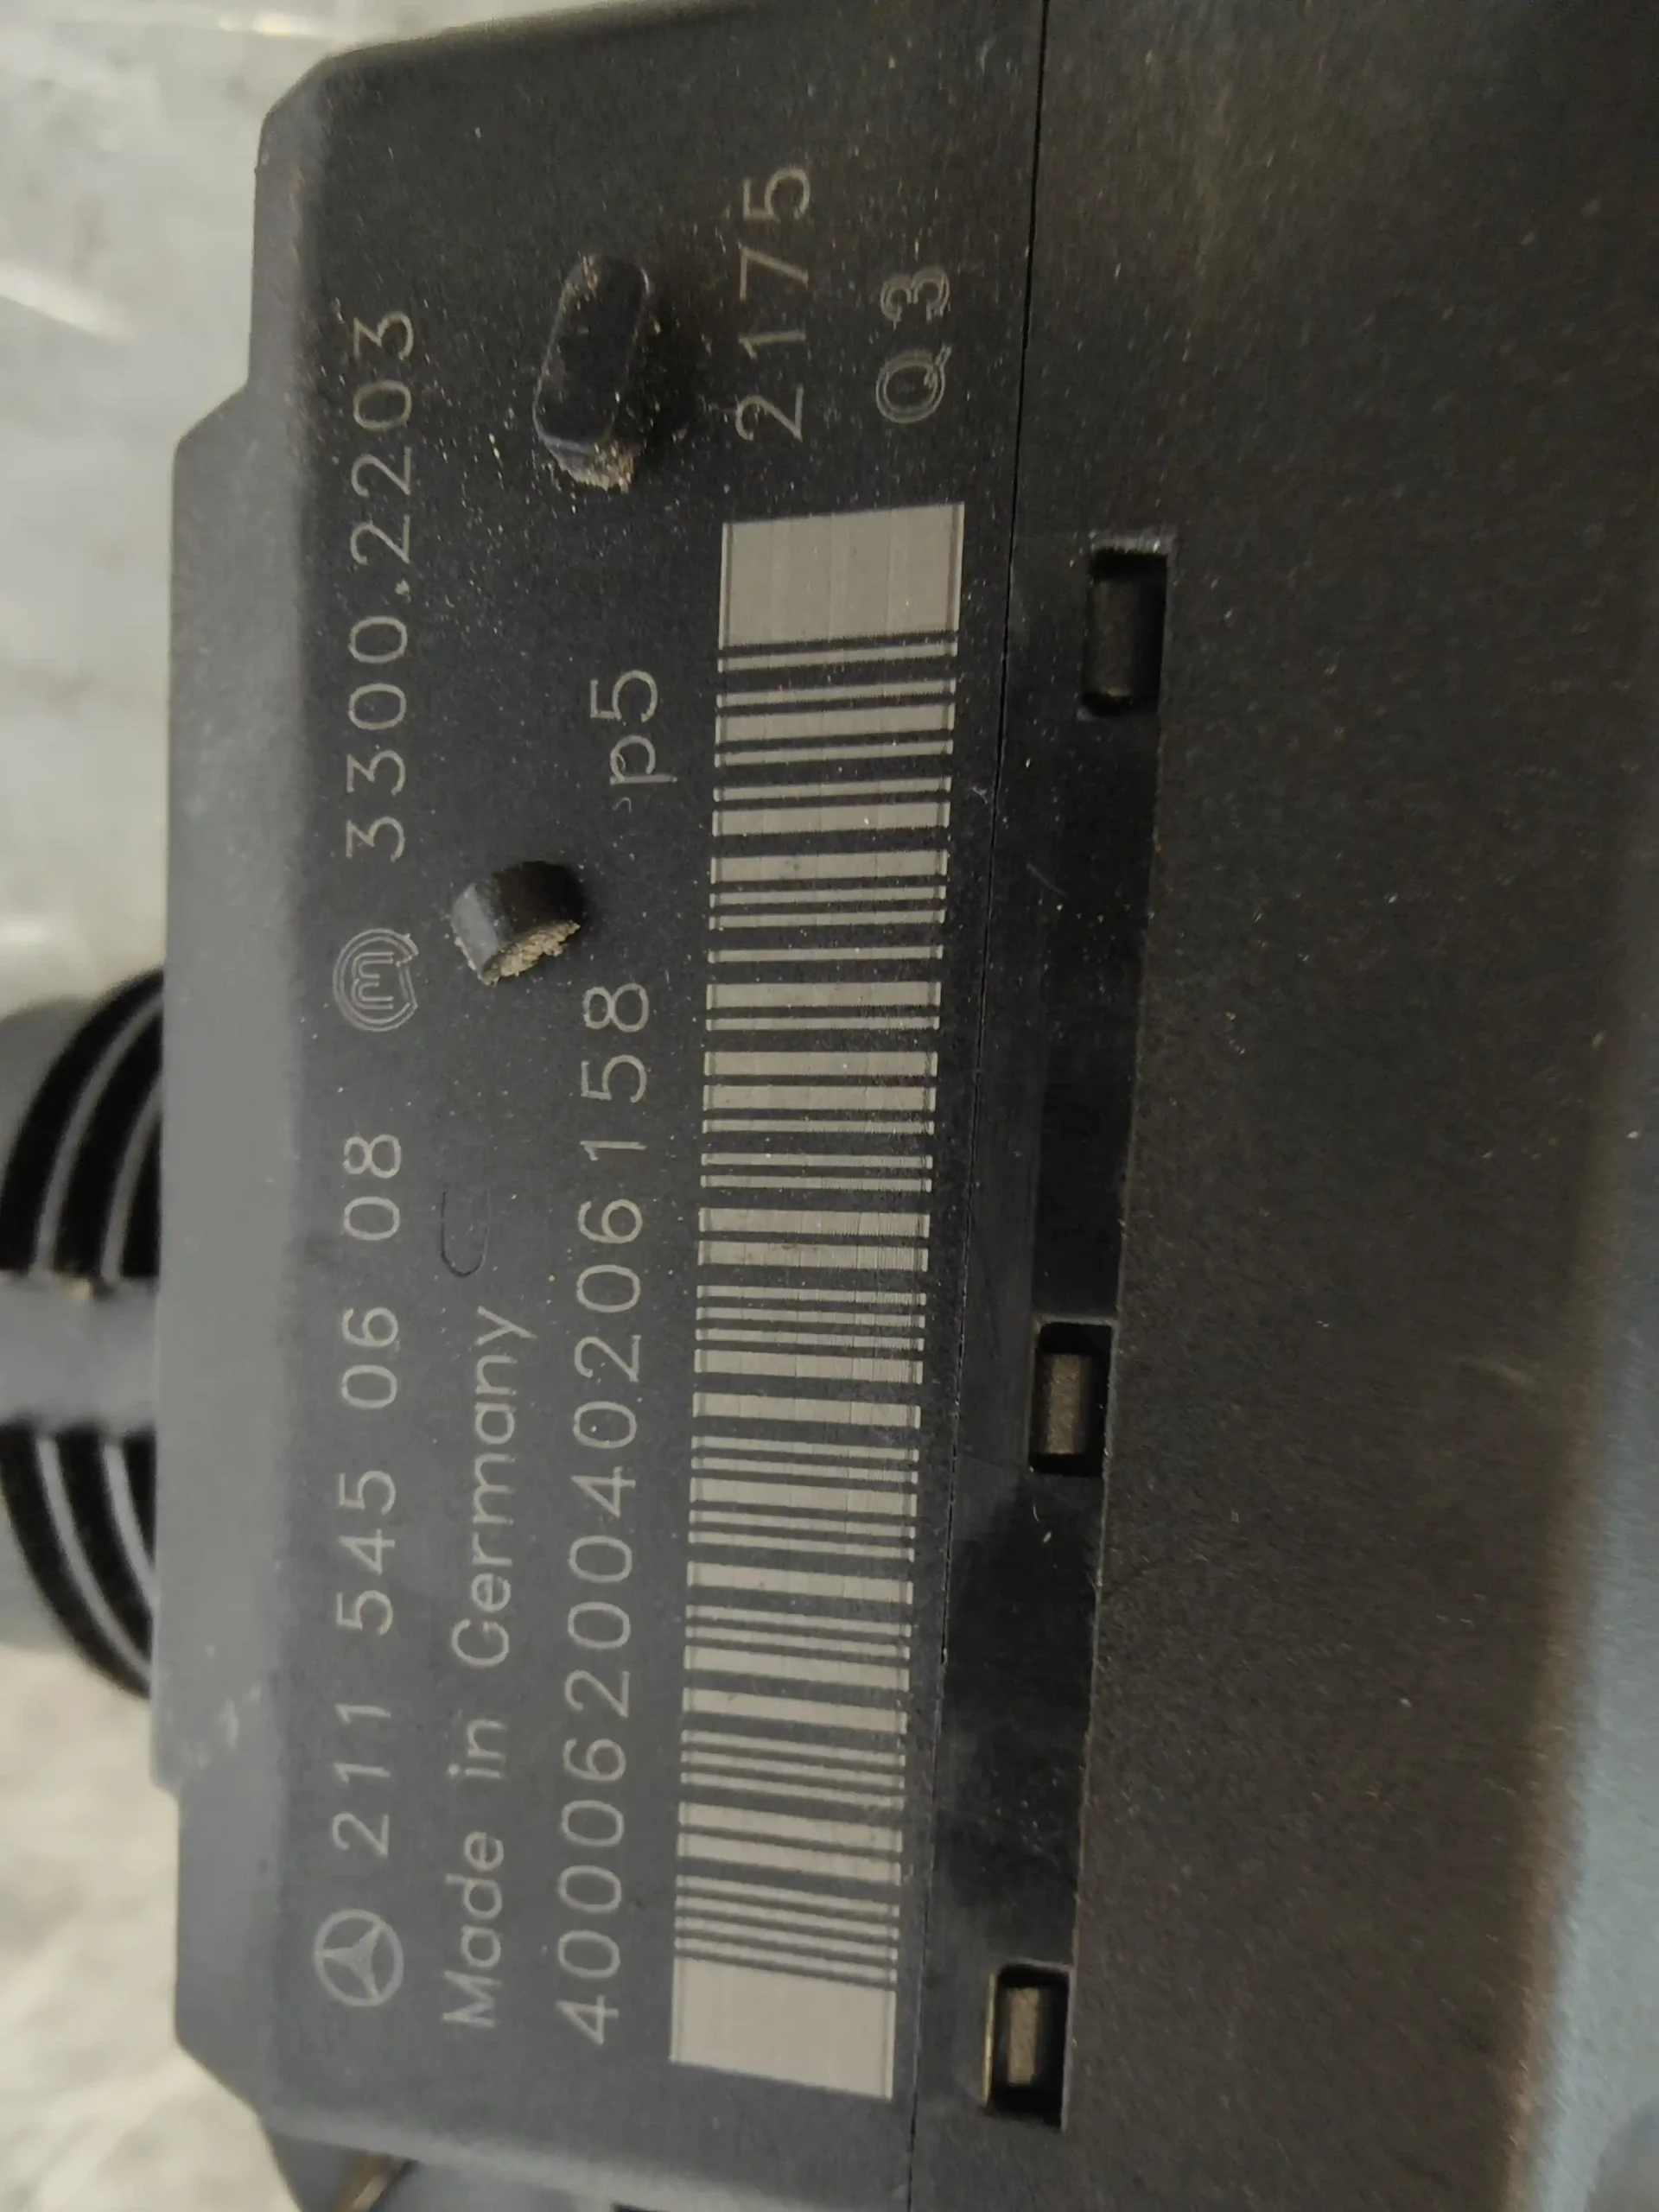 211 545 06 08 3300.2203
Made in Germany
4000620040206158 p5
2175
Q3